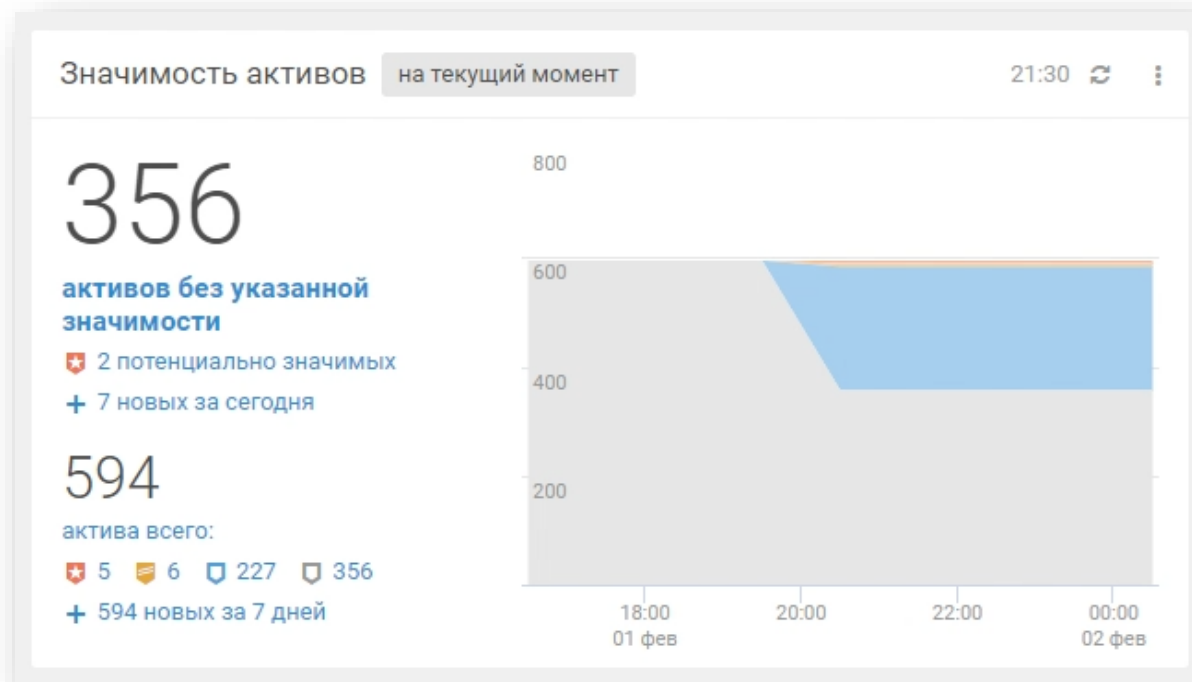 Значимость активов на текущий момент 21:30
356
активов без указанной
значимости
2 потенциально значимых
+ 7 новых за сегодня
594
актива всего:
5 6 227 356
+ 594 новых за 7 дней
800
600
400
200
18:00 20:00 22:00 00:00
01 фев 02 фев